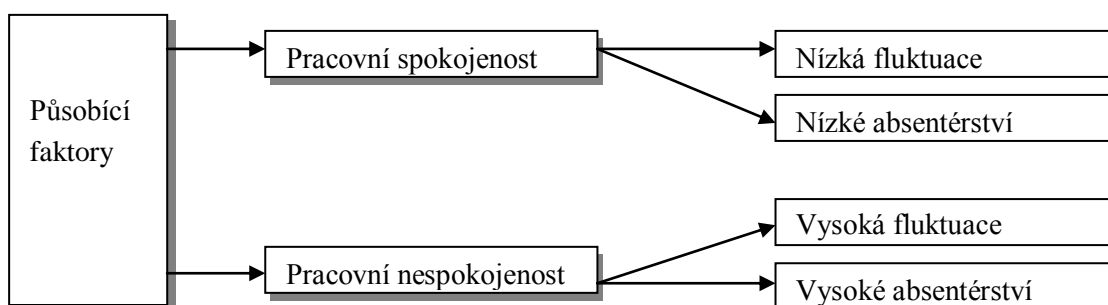 Působící
faktory
Pracovní spokojenost
Nízká fluktuace
Nízké absentérství
Pracovní nespokojenost
Vysoká fluktuace
Vysoké absentérství